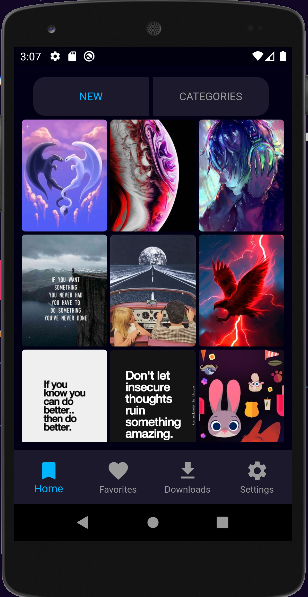 3:07
NEW
CATEGORIES
IF YOU WANT
SOMETHING
YOU NEVER HAD
YOU HAVE
TO DO
SOMETHING
YOU'VE NEVER DONE
If you
know you
can do
better..
then do
better.
Don't let
insecure
thoughts
ruin
something
amazing.
Home
Favorites
Downloads
Settings